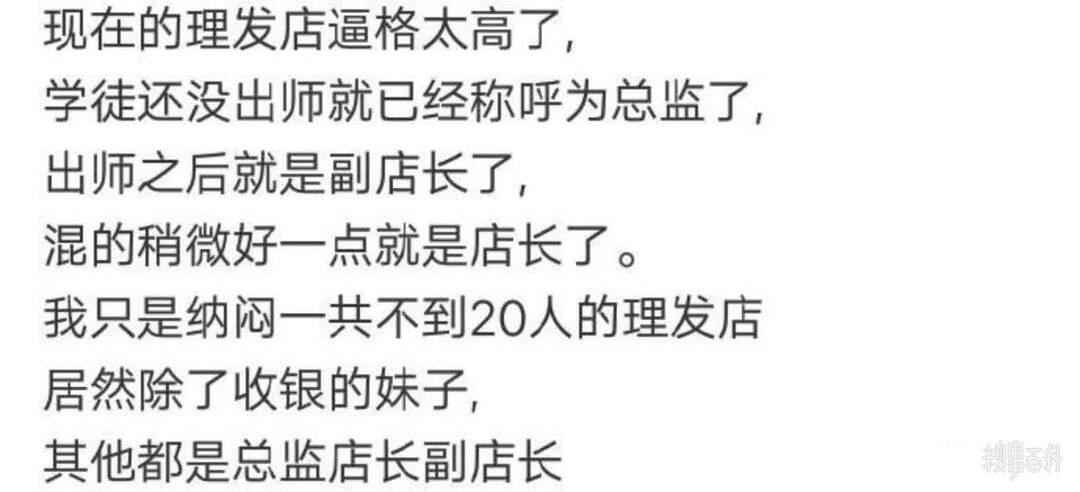 现在的理发店逼格太高了，
学徒还没出师就已经称呼为总监了，
出师之后就是副店长了，
混的稍微好一点就是店长了。
我只是纳闷一共不到20人的理发店
居然除了收银的妹子，
其他都是总监店长副店长